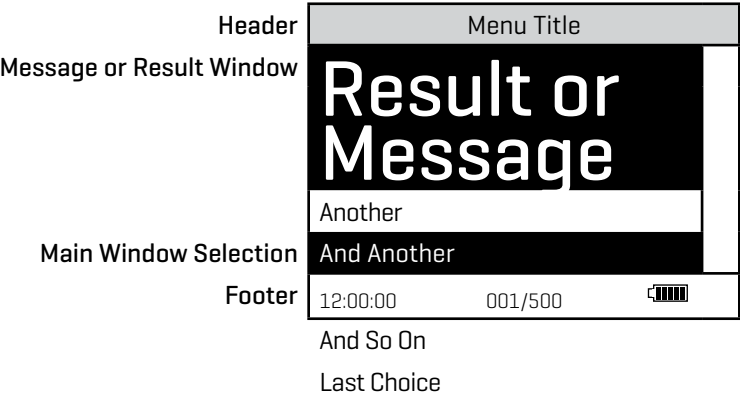 Header
Menu Title
Message or Result Window
Result or
Message
Another
Main Window Selection
And Another
Footer
12:00:00 001/500
And So On
Last Choice